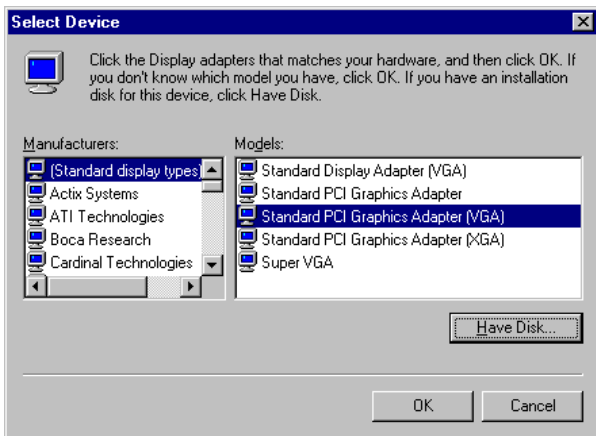 Select Device
Click the Display adapters that matches your hardware, and then click OK. If
you don't know which model you have, click OK. If you have an installation
disk for this device, click Have Disk.
Manufacturers:
(Standard display types)
Actix Systems
ATI Technologies
Boca Research
Cardinal Technologies
Models:
Standard Display Adapter (VGA)
Standard PCI Graphics Adapter
Standard PCI Graphics Adapter (VGA)
Standard PCI Graphics Adapter (XGA)
Super VGA
Have Disk...
OK
Cancel